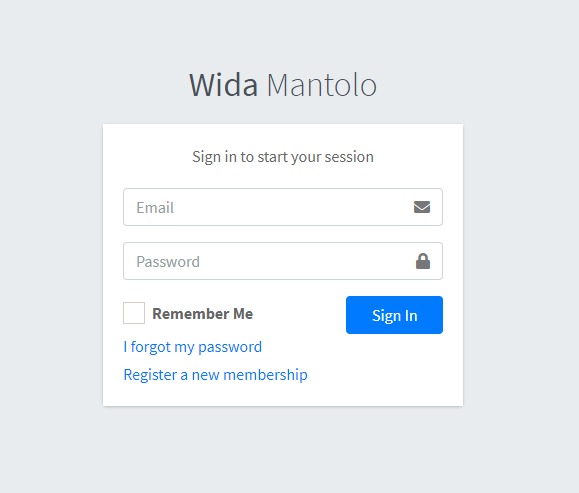 Wida Mantolo
Sign in to start your session
Email
Password
Remember Me
Sign In
I forgot my password
Register a new membership